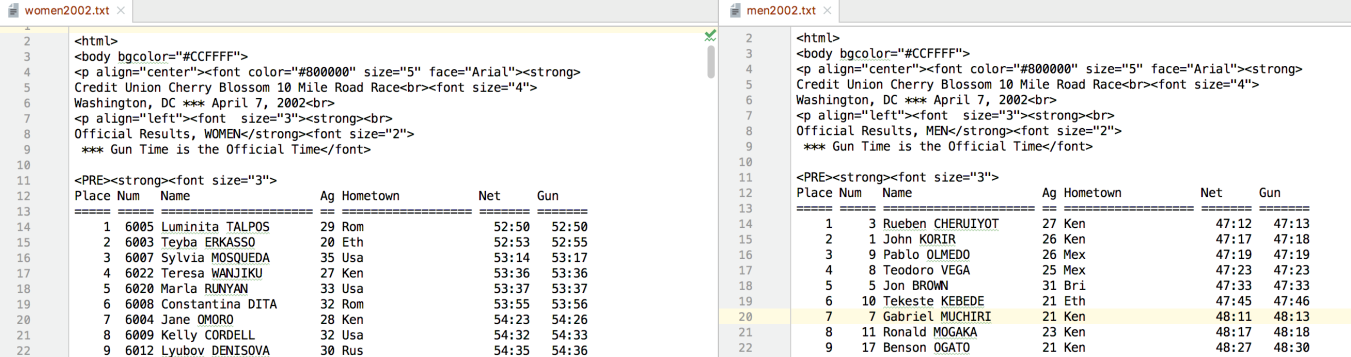 women2002.txt
1
2 <html>
3 <body bgcolor="#CCFFFF">
4 <p align="center"><font color="#800000" size="5" face="Arial"><strong>
5 Credit Union Cherry Blossom 10 Mile Road Race<br><font size="4">
6 Washington, DC *** April 7, 2002<br>
7 <p align="left"><font  size="3"><strong><br>
8 Official Results, WOMEN</strong><font size="2">
9  *** Gun Time is the Official Time</font>
10
11 <PRE><strong><font size="3">
12 Place Num   Name                  Ag Hometown           Net     Gun
13 ===== ===== ===================== == ================== ======= =======
14     1  6005 Luminita TALPOS       29 Rom                  52:50   52:50
15     2  6003 Teyba ERKASSO         20 Eth                  52:53   52:55
16     3  6007 Sylvia MOSQUEDA       35 Usa                  53:14   53:17
17     4  6022 Teresa WANJIKU        27 Ken                  53:36   53:36
18     5  6020 Marla RUNYAN          33 Usa                  53:37   53:37
19     6  6008 Constantina DITA      32 Rom                  53:55   53:56
20     7  6004 Jane OMORO            28 Ken                  54:23   54:26
21     8  6009 Kelly CORDELL         32 Usa                  54:32   54:33
22     9  6012 Lyubov DENISOVA       30 Rus                  54:35   54:36
men2002.txt
2 <html>
3 <body bgcolor="#CCFFFF">
4 <p align="center"><font color="#800000" size="5" face="Arial"><strong>
5 Credit Union Cherry Blossom 10 Mile Road Race<br><font size="4">
6 Washington, DC *** April 7, 2002<br>
7 <p align="left"><font  size="3"><strong><br>
8 Official Results, MEN</strong><font size="2">
9  *** Gun Time is the Official Time</font>
10
11 <PRE><strong><font size="3">
12 Place Num   Name                  Ag Hometown           Net     Gun
13 ===== ===== ===================== == ================== ======= =======
14     1     3 Rueben CHERUIYOT      27 Ken                  47:12   47:13
15     2     1 John KORIR            26 Ken                  47:17   47:18
16     3     9 Pablo OLMEDO          26 Mex                  47:19   47:19
17     4     8 Teodoro VEGA          25 Mex                  47:23   47:23
18     5     5 Jon BROWN             31 Bri                  47:33   47:33
19     6    10 Tekeste KEBEDE        21 Eth                  47:45   47:46
20     7     7 Gabriel MUCHIRI       21 Ken                  48:11   48:13
21     8    11 Ronald MOGAKA         23 Ken                  48:17   48:18
22     9    17 Benson OGATO          21 Ken                  48:27   48:30